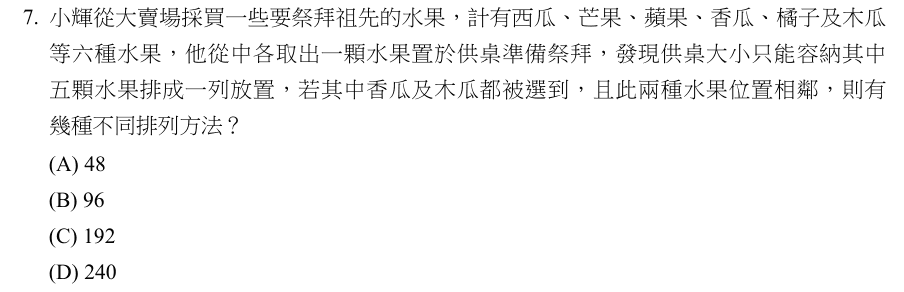 7. 小輝從大賣場採買一些要祭拜祖先的水果，計有西瓜、芒果、蘋果、香瓜、橘子及木瓜
等六種水果，他從中各取出一顆水果置於供桌準備祭拜，發現供桌大小只能容納其中
五顆水果排成一列放置，若其中香瓜及木瓜都被選到，且此兩種水果位置相鄰，則有
幾種不同排列方法？
(A) 48
(B) 96
(C) 192
(D) 240